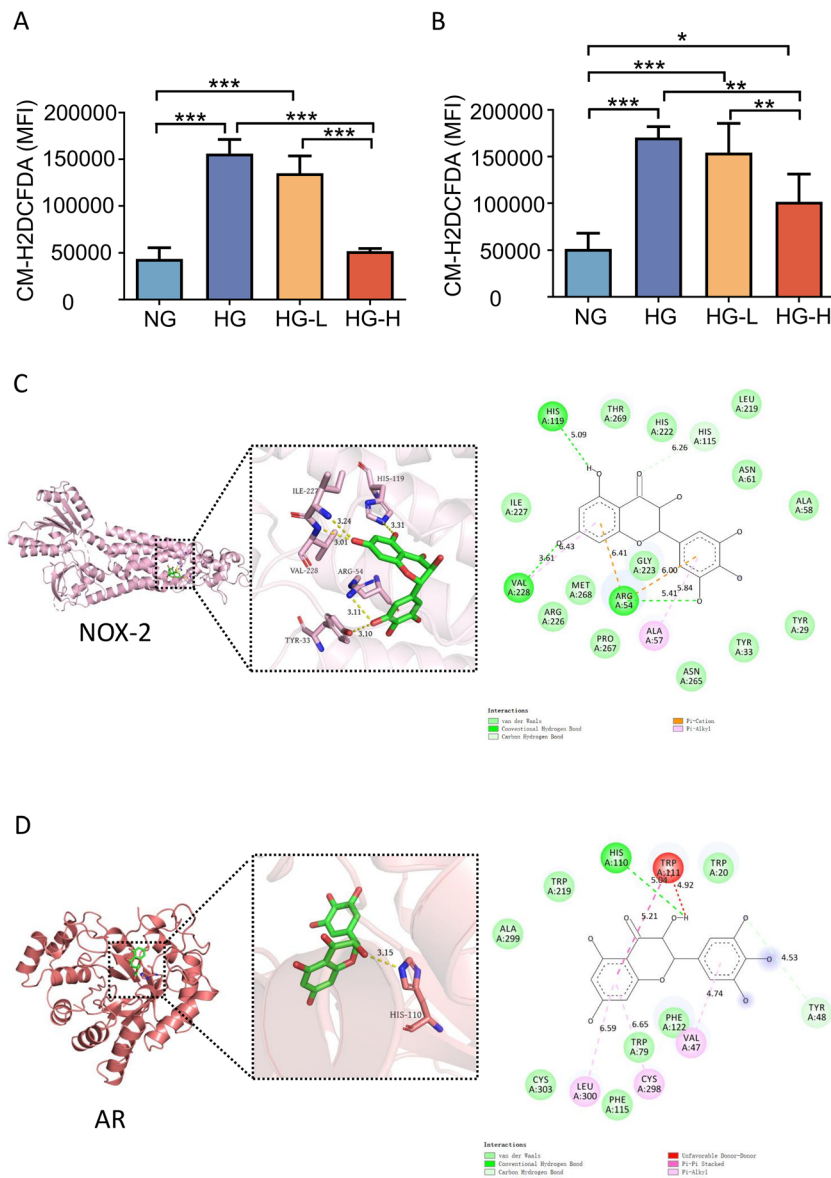 A
CM-H2DCFDA (MFI)
200000
150000
100000
50000
0
***
***
***
***
NG
HG
HG-L
HG-H
B
CM-H2DCFDA (MFI)
200000
150000
100000
50000
0
*
***
**
***
**
NG
HG
HG-L
HG-H
C
NOX-2
HIS-119
ILE-227
3.24
3.31
3.01
VAL-228
ARG-54
3.11
3.10
TYR-33
HIS
A:119
THR
A:269
HIS
A:222
HIS
A:115
LEU
A:219
5.09
6.26
H
O
O
ASN
A:61
ILE
A:227
ALA
A:58
O
O
O
O
3.61
6.43
6.41
GLY
A:223
6.00
5.84
O
O
VAL
A:228
MET
A:268
ARG
A:54
5.41
ARG
A:226
ALA
A:57
PRO
A:267
TYR
A:33
TYR
A:29
ASN
A:265
Interactions
van der Waals
Conventional Hydrogen Bond
Carbon Hydrogen Bond
Pi-Cation
Pi-Alkyl
D
AR
3.15
HIS-110
HIS
A:110
TRP
A:111
TRP
A:20
TRP
A:219
5.04
4.92
ALA
A:299
5.21
O
O
O
H
O
O
4.53
O
4.74
O
O
TYR
A:48
6.59
6.65
PHE
A:122
TRP
A:79
VAL
A:47
CYS
A:303
LEU
A:300
CYS
A:298
PHE
A:115
Interactions
van der Waals
Conventional Hydrogen Bond
Carbon Hydrogen Bond
Unfavorable Donor-Donor
Pi-Pi Stacked
Pi-Alkyl